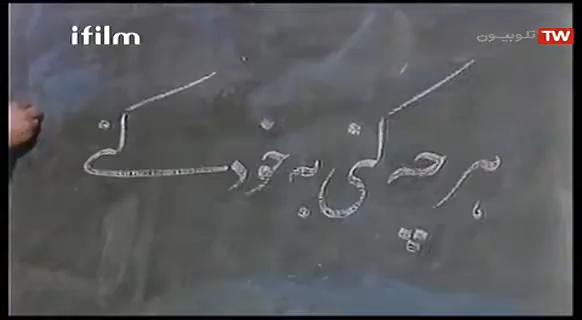 ifilm
تلوبیون TW
هر چه کنی به خود کنی